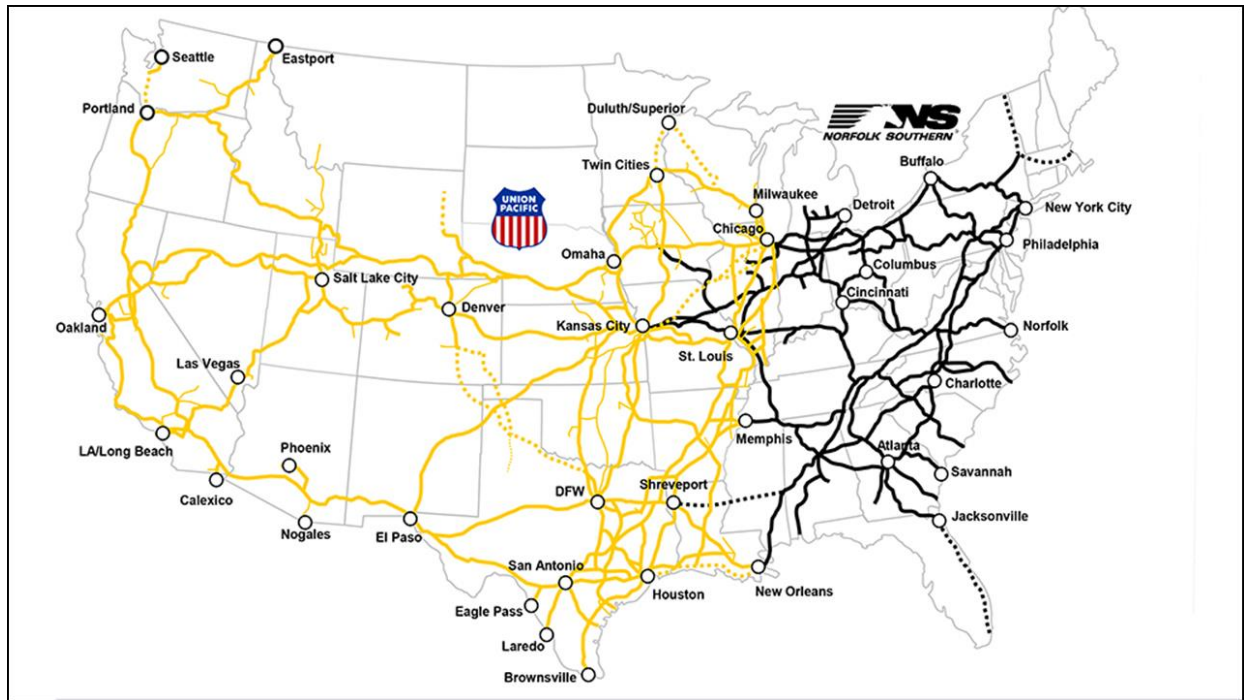 Seattle
Eastport
Portland
Duluth/Superior
NS
NORFOLK SOUTHERN
Twin Cities
Buffalo
UNION
PACIFIC
Milwaukee
Detroit
New York City
Chicago
Philadelphia
Omaha
Columbus
Salt Lake City
Cincinnati
Denver
Oakland
Kansas City
Norfolk
St. Louis
Las Vegas
Charlotte
Memphis
LA/Long Beach
Phoenix
Atlanta
Savannah
Calexico
DFW
Shreveport
Jacksonville
Nogales
El Paso
San Antonio
New Orleans
Houston
Eagle Pass
Laredo
Brownsville